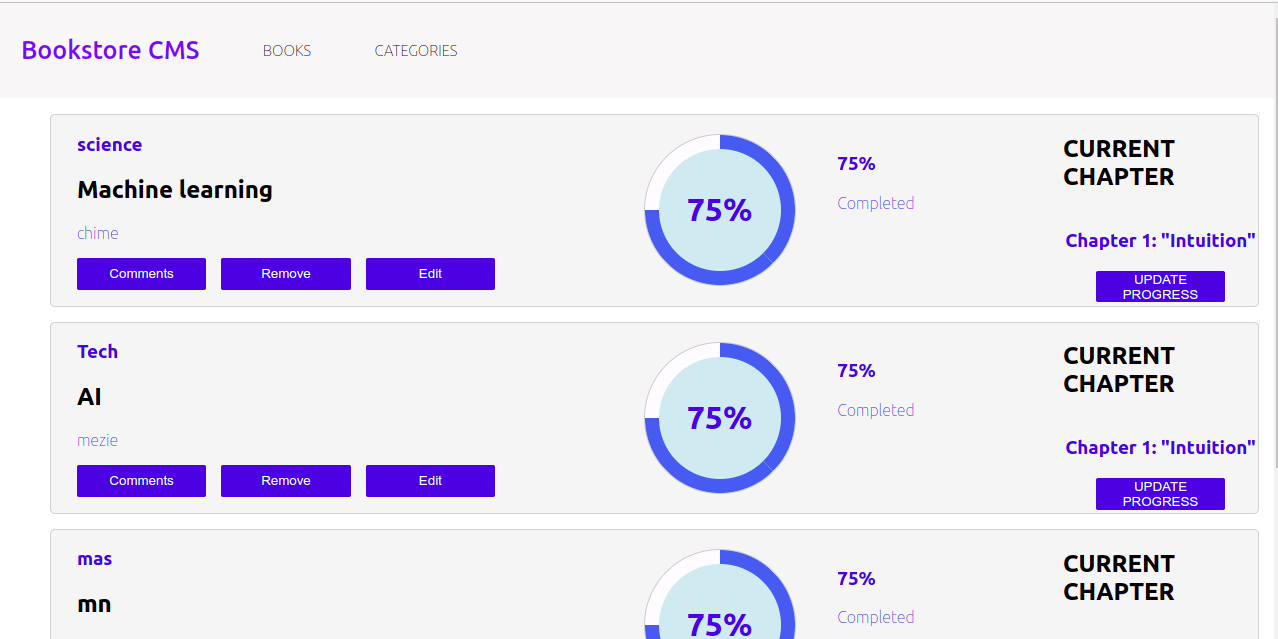 Bookstore CMS BOOKS CATEGORIES
science
Machine learning
chime
Comments Remove Edit
75%
75%
Completed
CURRENT
CHAPTER
Chapter 1: "Intuition"
UPDATE
PROGRESS
Tech
AI
mezie
Comments Remove Edit
75%
75%
Completed
CURRENT
CHAPTER
Chapter 1: "Intuition"
UPDATE
PROGRESS
mas
mn
75%
75%
Completed
CURRENT
CHAPTER